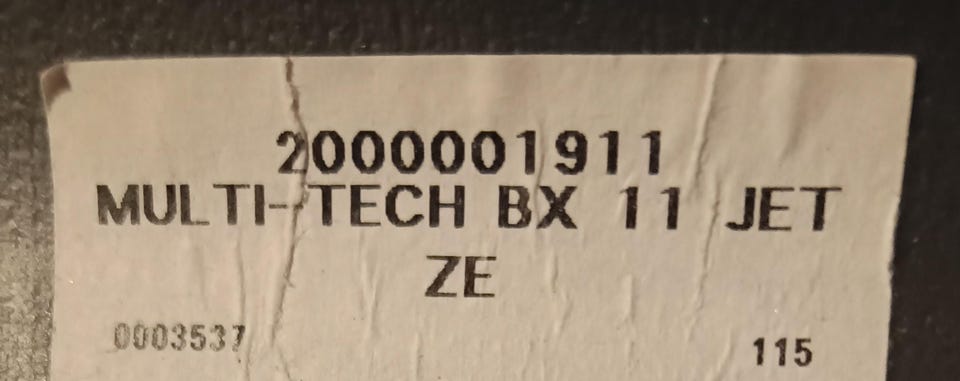 2000001911
MULTI-TECH BX 11 JET
ZE
0003537 115